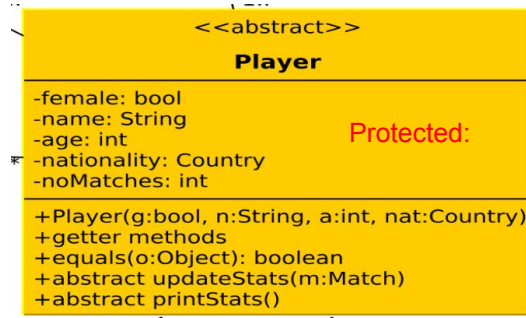 <<abstract>>
Player
-female: bool
-name: String
-age: int
Protected:
-nationality: Country
-noMatches: int
+Player(g:bool, n:String, a:int, nat:Country)
+getter methods
+equals(o:Object): boolean
+abstract updateStats(m:Match)
+abstract printStats()